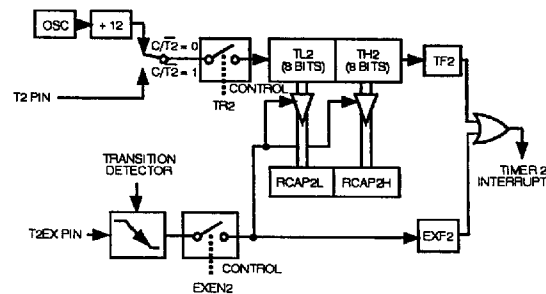 OSC
÷ 12
C/T2 = 0
C/T2 = 1
T2 PIN
TR2
CONTROL
TL2
(8 BITS)
TH2
(8 BITS)
TF2
TIMER 2
INTERRUPT
RCAP2L
RCAP2H
TRANSITION
DETECTOR
T2EX PIN
EXEN2
CONTROL
EXF2